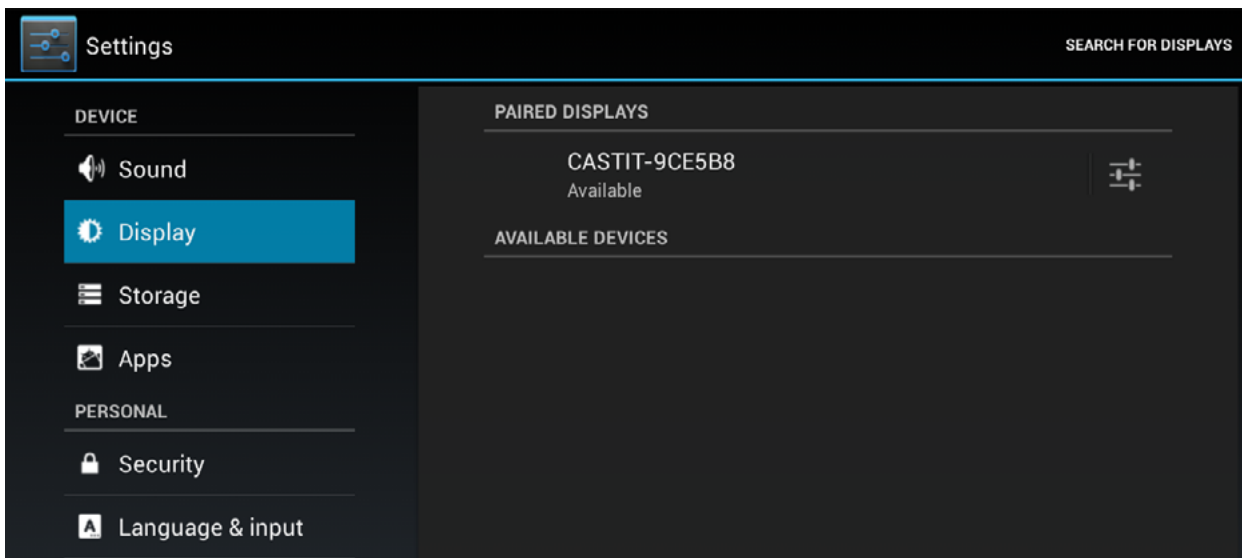 Settings
SEARCH FOR DISPLAYS
DEVICE
Sound
Display
Storage
Apps
PERSONAL
Security
Language & input
PAIRED DISPLAYS
CASTIT-9CE5B8
Available
AVAILABLE DEVICES